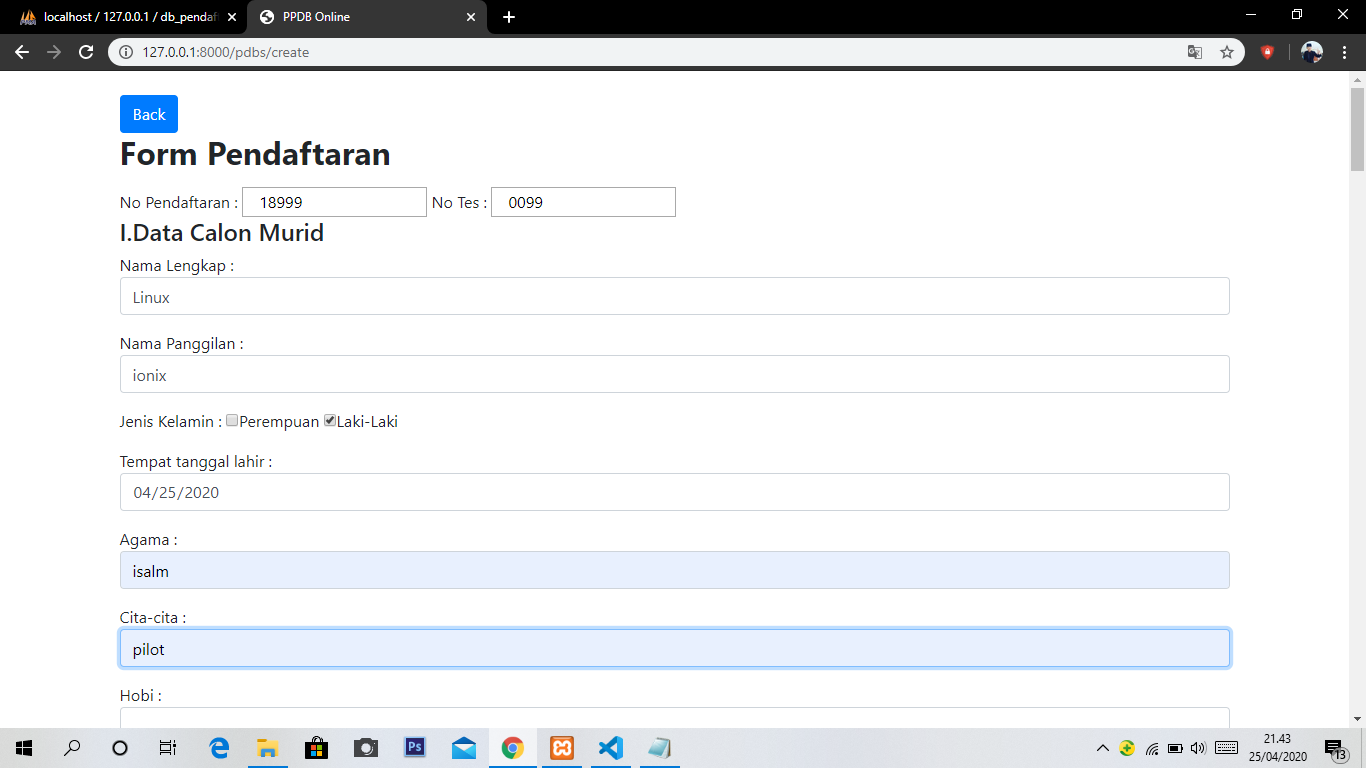 localhost / 127.0.0.1 / db_pendaf
PPDB Online
127.0.0.1:8000/pdbs/create
Back
Form Pendaftaran
No Pendaftaran : 18999 No Tes : 0099
I.Data Calon Murid
Nama Lengkap :
Linux
Nama Panggilan :
ionix
Jenis Kelamin : Perempuan Laki-Laki
Tempat tanggal lahir :
04/25/2020
Agama :
isalm
Cita-cita :
pilot
Hobi :
Ps
21.43
25/04/2020
13